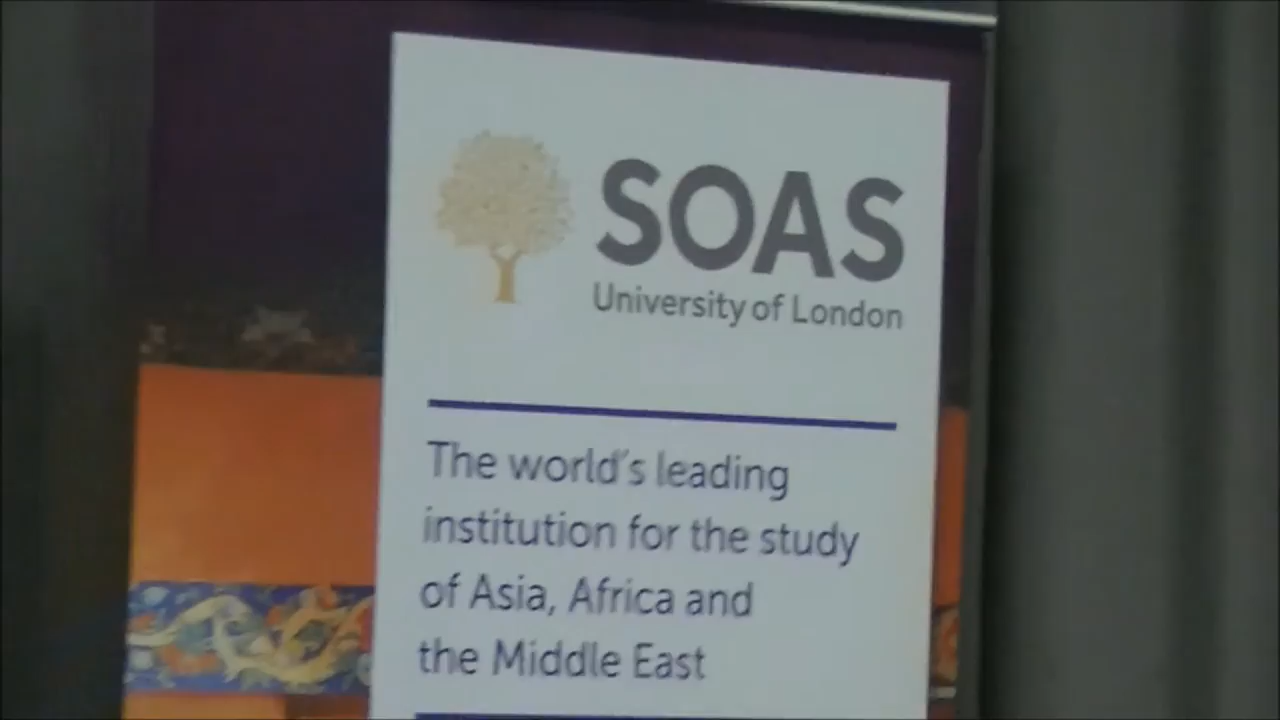 SOAS
University of London
The world's leading
institution for the study
of Asia, Africa and
the Middle East